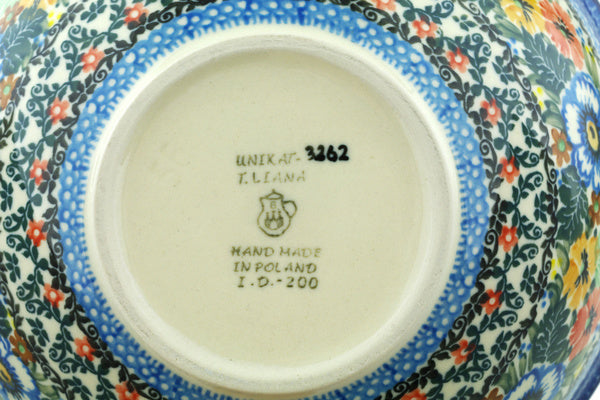 UNIKAT-3262
T.LIANA
HAND MADE
IN POLAND
I.D.-200